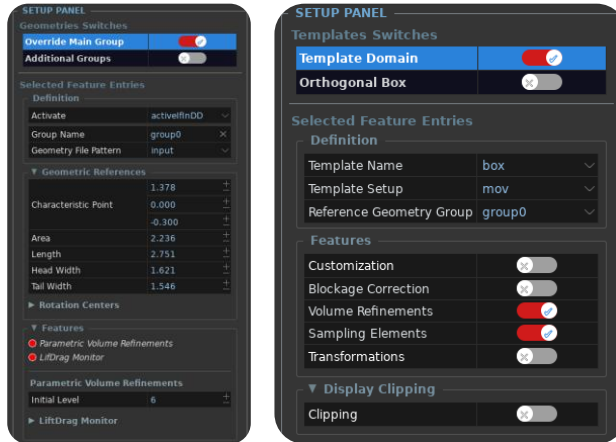 SETUP PANEL
Geometries Switches
Override Main Group
Additional Groups
Selected Feature Entries
Definition
Activate activeIfInDD
Group Name group0
Geometry File Pattern input
Geometric References
Characteristic Point 1.378
0.000
-0.300
Area 2.236
Length 2.751
Head Width 1.621
Tail Width 1.546
Rotation Centers
Features
Parametric Volume Refinements
LifDrag Monitor
Parametric Volume Refinements
Initial Level 6
LiftDrag Monitor
SETUP PANEL
Templates Switches
Template Domain
Orthogonal Box
Selected Feature Entries
Definition
Template Name box
Template Setup mov
Reference Geometry Group group0
Features
Customization
Blockage Correction
Volume Refinements
Sampling Elements
Transformations
Display Clipping
Clipping